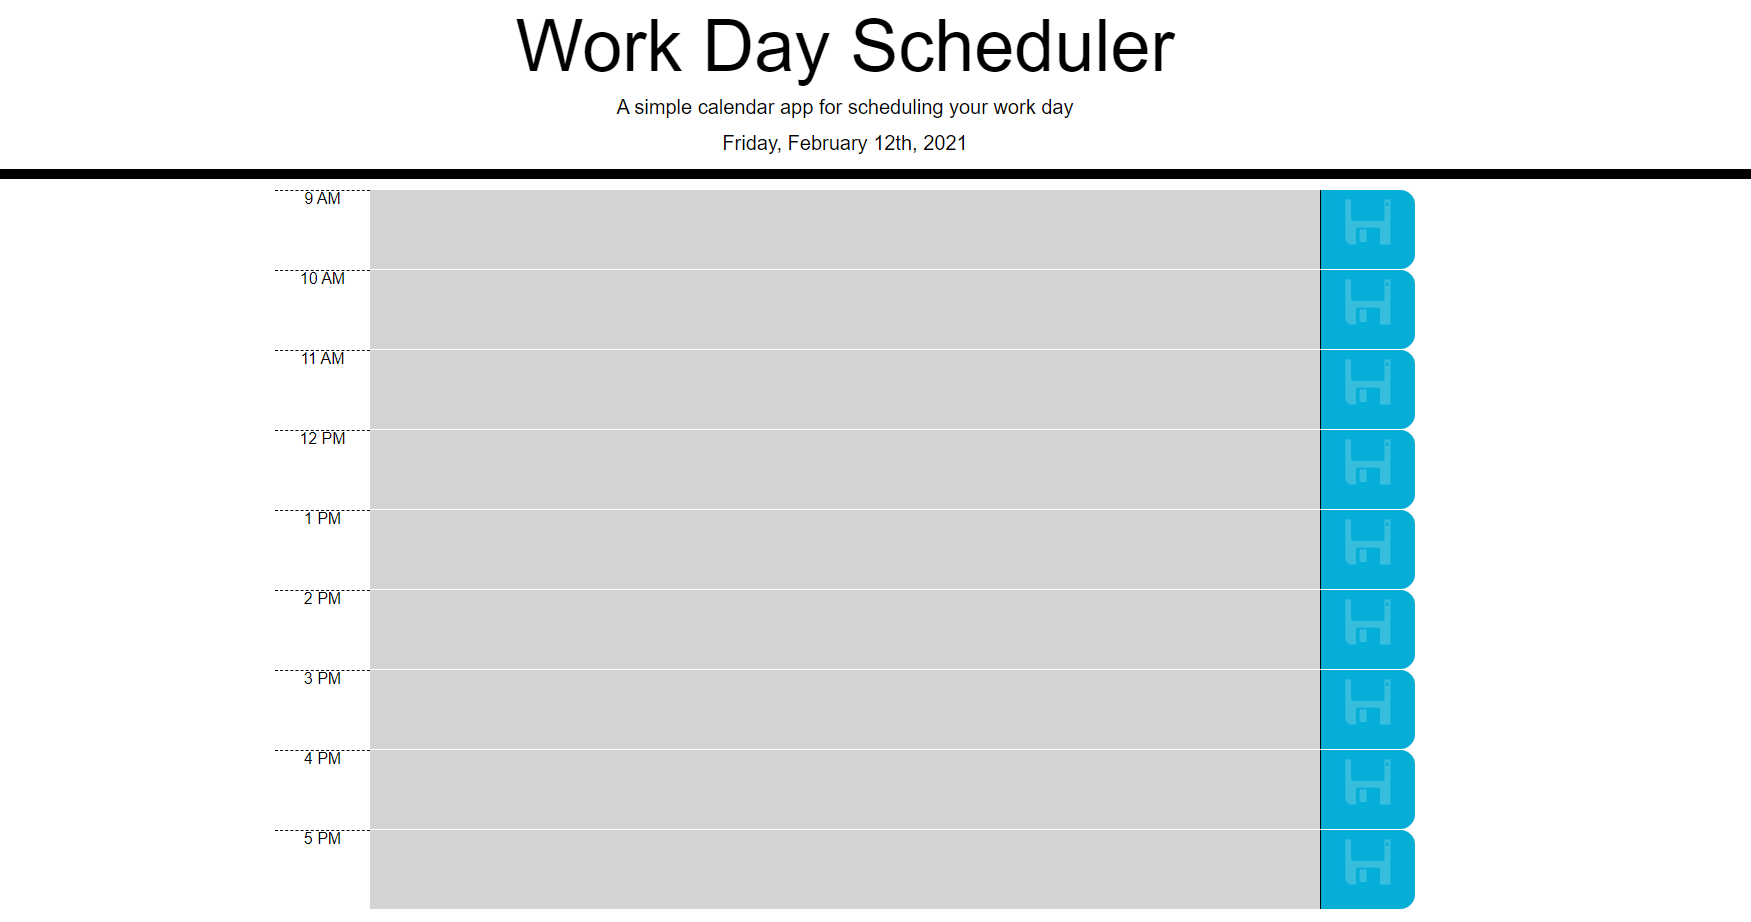 Work Day Scheduler
A simple calendar app for scheduling your work day
Friday, February 12th, 2021
9 AM
10 AM
11 AM
12 PM
1 PM
2 PM
3 PM
4 PM
5 PM